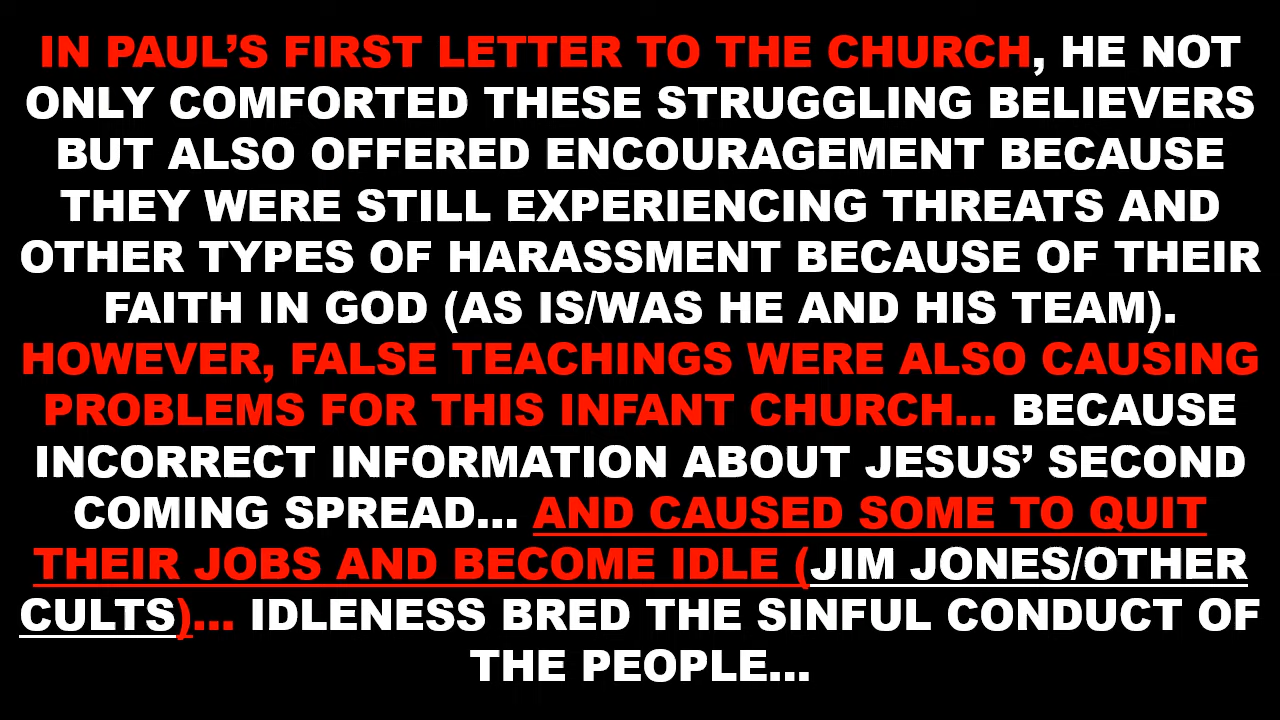 IN PAUL’S FIRST LETTER TO THE CHURCH, HE NOT
ONLY COMFORTED THESE STRUGGLING BELIEVERS
BUT ALSO OFFERED ENCOURAGEMENT BECAUSE
THEY WERE STILL EXPERIENCING THREATS AND
OTHER TYPES OF HARASSMENT BECAUSE OF THEIR
FAITH IN GOD (AS IS/WAS HE AND HIS TEAM).
HOWEVER, FALSE TEACHINGS WERE ALSO CAUSING
PROBLEMS FOR THIS INFANT CHURCH… BECAUSE
INCORRECT INFORMATION ABOUT JESUS’ SECOND
COMING SPREAD… AND CAUSED SOME TO QUIT
THEIR JOBS AND BECOME IDLE (JIM JONES/OTHER
CULTS)… IDLENESS BRED THE SINFUL CONDUCT OF
THE PEOPLE…